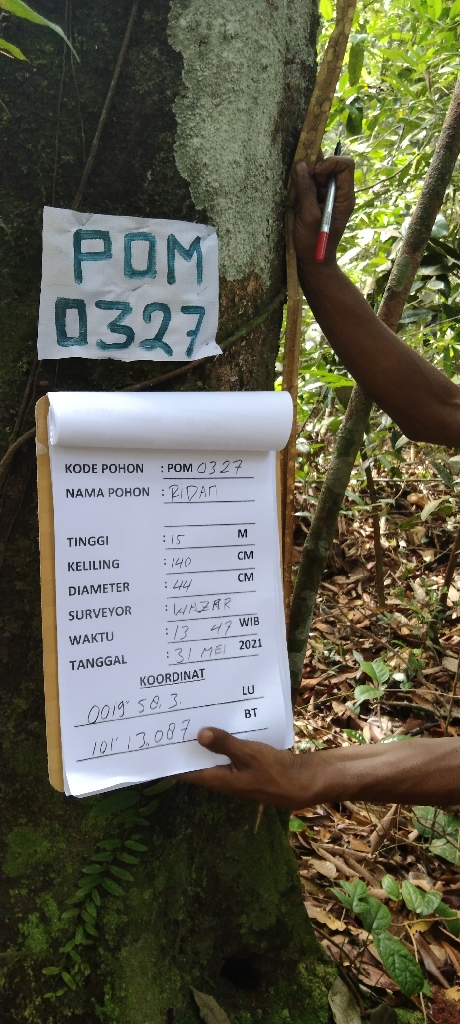 POM
0327
KODE POHON : POM 0327
NAMA POHON : RIDAN
TINGGI : 15 M
KELILING : 140 CM
DIAMETER : 44 CM
SURVEYOR : WAZAR
WAKTU : 13 47 WIB
TANGGAL : 31 MEI 2021
KOORDINAT
0019" 58.3. LU
101' 13.087 BT